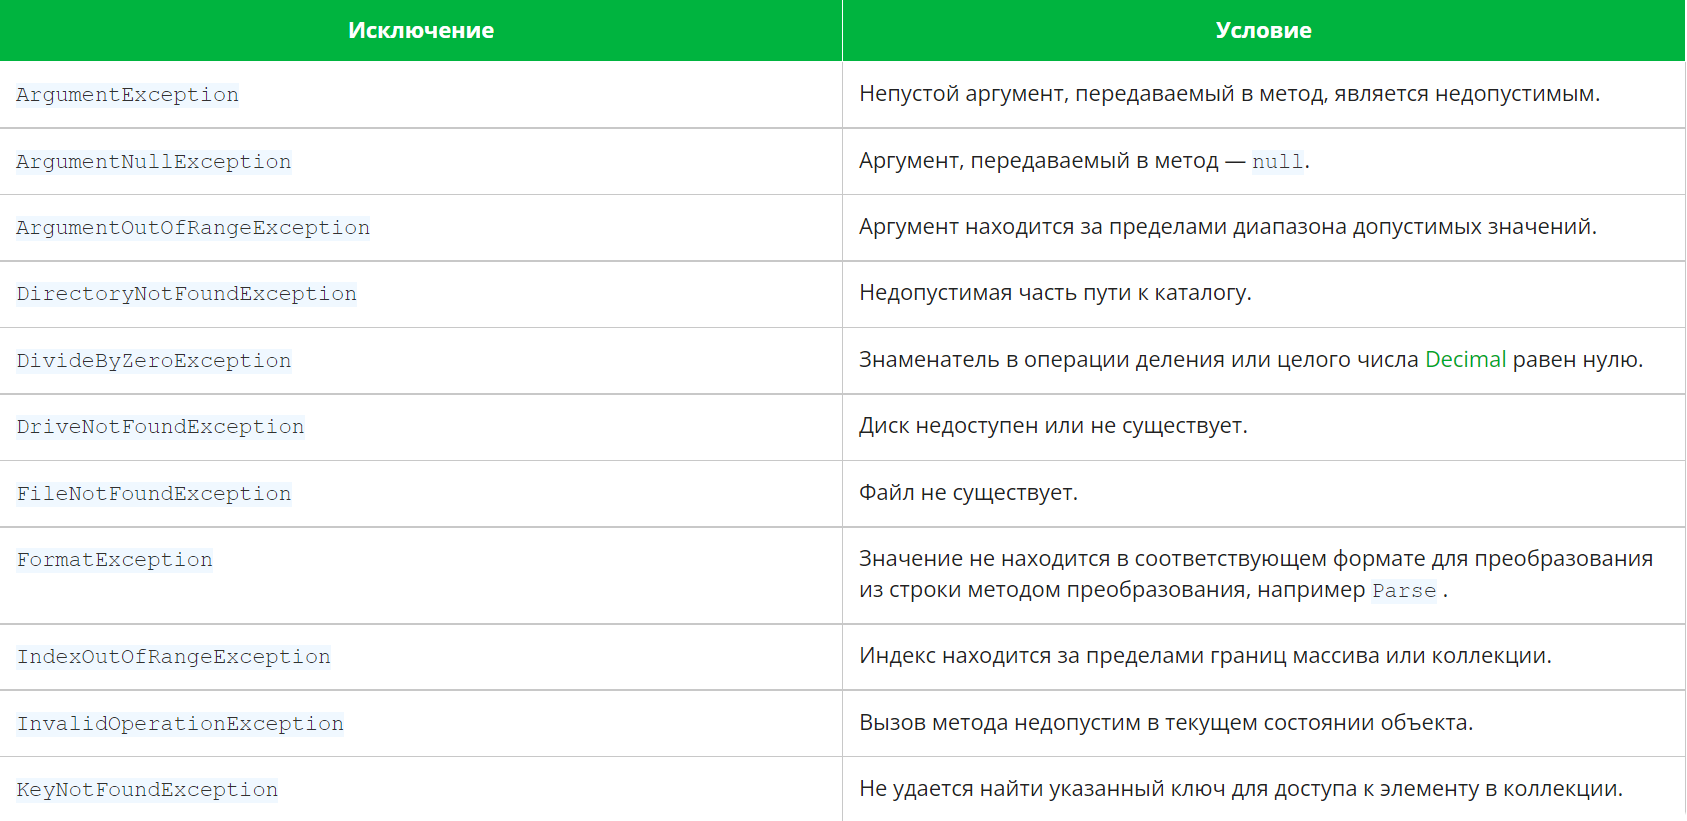 Исключение Условие
ArgumentException Непустой аргумент, передаваемый в метод, является недопустимым.
ArgumentNullException Аргумент, передаваемый в метод — null.
ArgumentOutOfRangeException Аргумент находится за пределами диапазона допустимых значений.
DirectoryNotFoundException Недопустимая часть пути к каталогу.
DivideByZeroException Знаменатель в операции деления или целого числа Decimal равен нулю.
DriveNotFoundException Диск недоступен или не существует.
FileNotFoundException Файл не существует.
FormatException Значение не находится в соответствующем формате для преобразования
из строки методом преобразования, например Parse .
IndexOutOfRangeException Индекс находится за пределами границ массива или коллекции.
InvalidOperationException Вызов метода недопустим в текущем состоянии объекта.
KeyNotFoundException Не удается найти указанный ключ для доступа к элементу в коллекции.